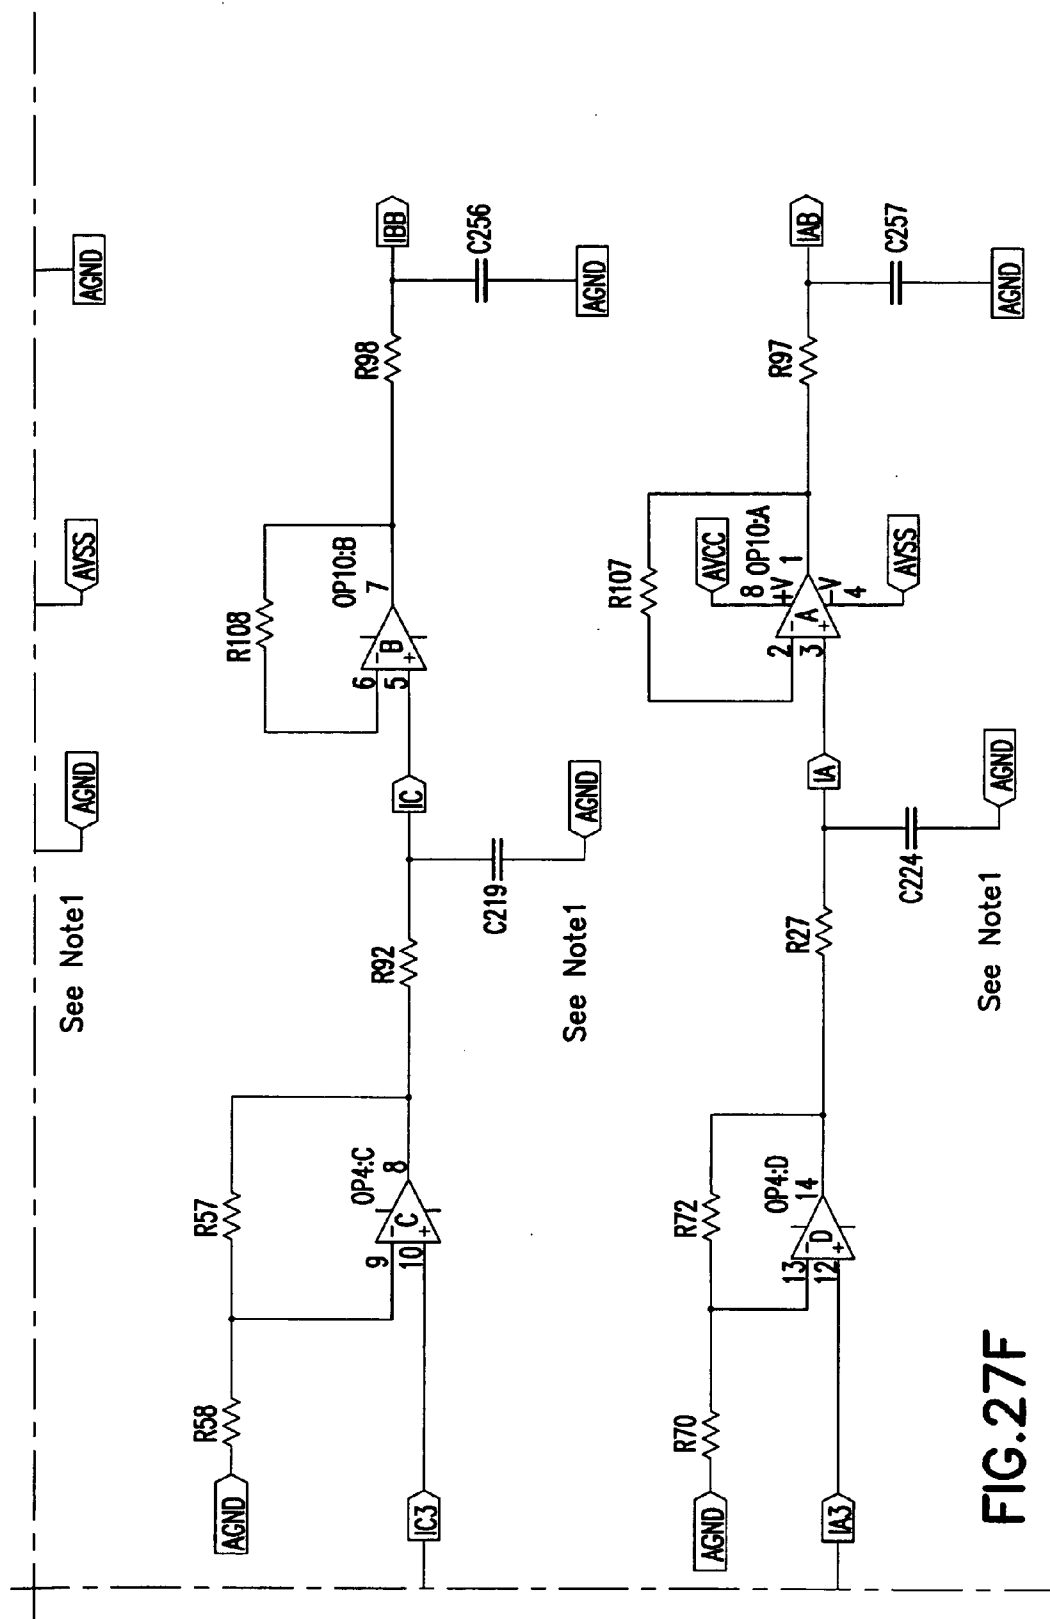 AGND
AVSS
AGND
See Note1
AGND
R58
R57
IC3
9
10
C
-
+
OP4:C
8
R92
C219
AGND
See Note1
IC
R108
6
5
B
-
+
OP10:B
7
R98
IBB
C256
AGND
AGND
R70
R72
IA3
13
12
D
-
+
OP4:D
14
R27
C224
AGND
See Note1
IA
R107
AVCC
2
3
A
-
+
8
+V
OP10:A
1
-V
4
AVSS
R97
IAB
C257
AGND
FIG.27F